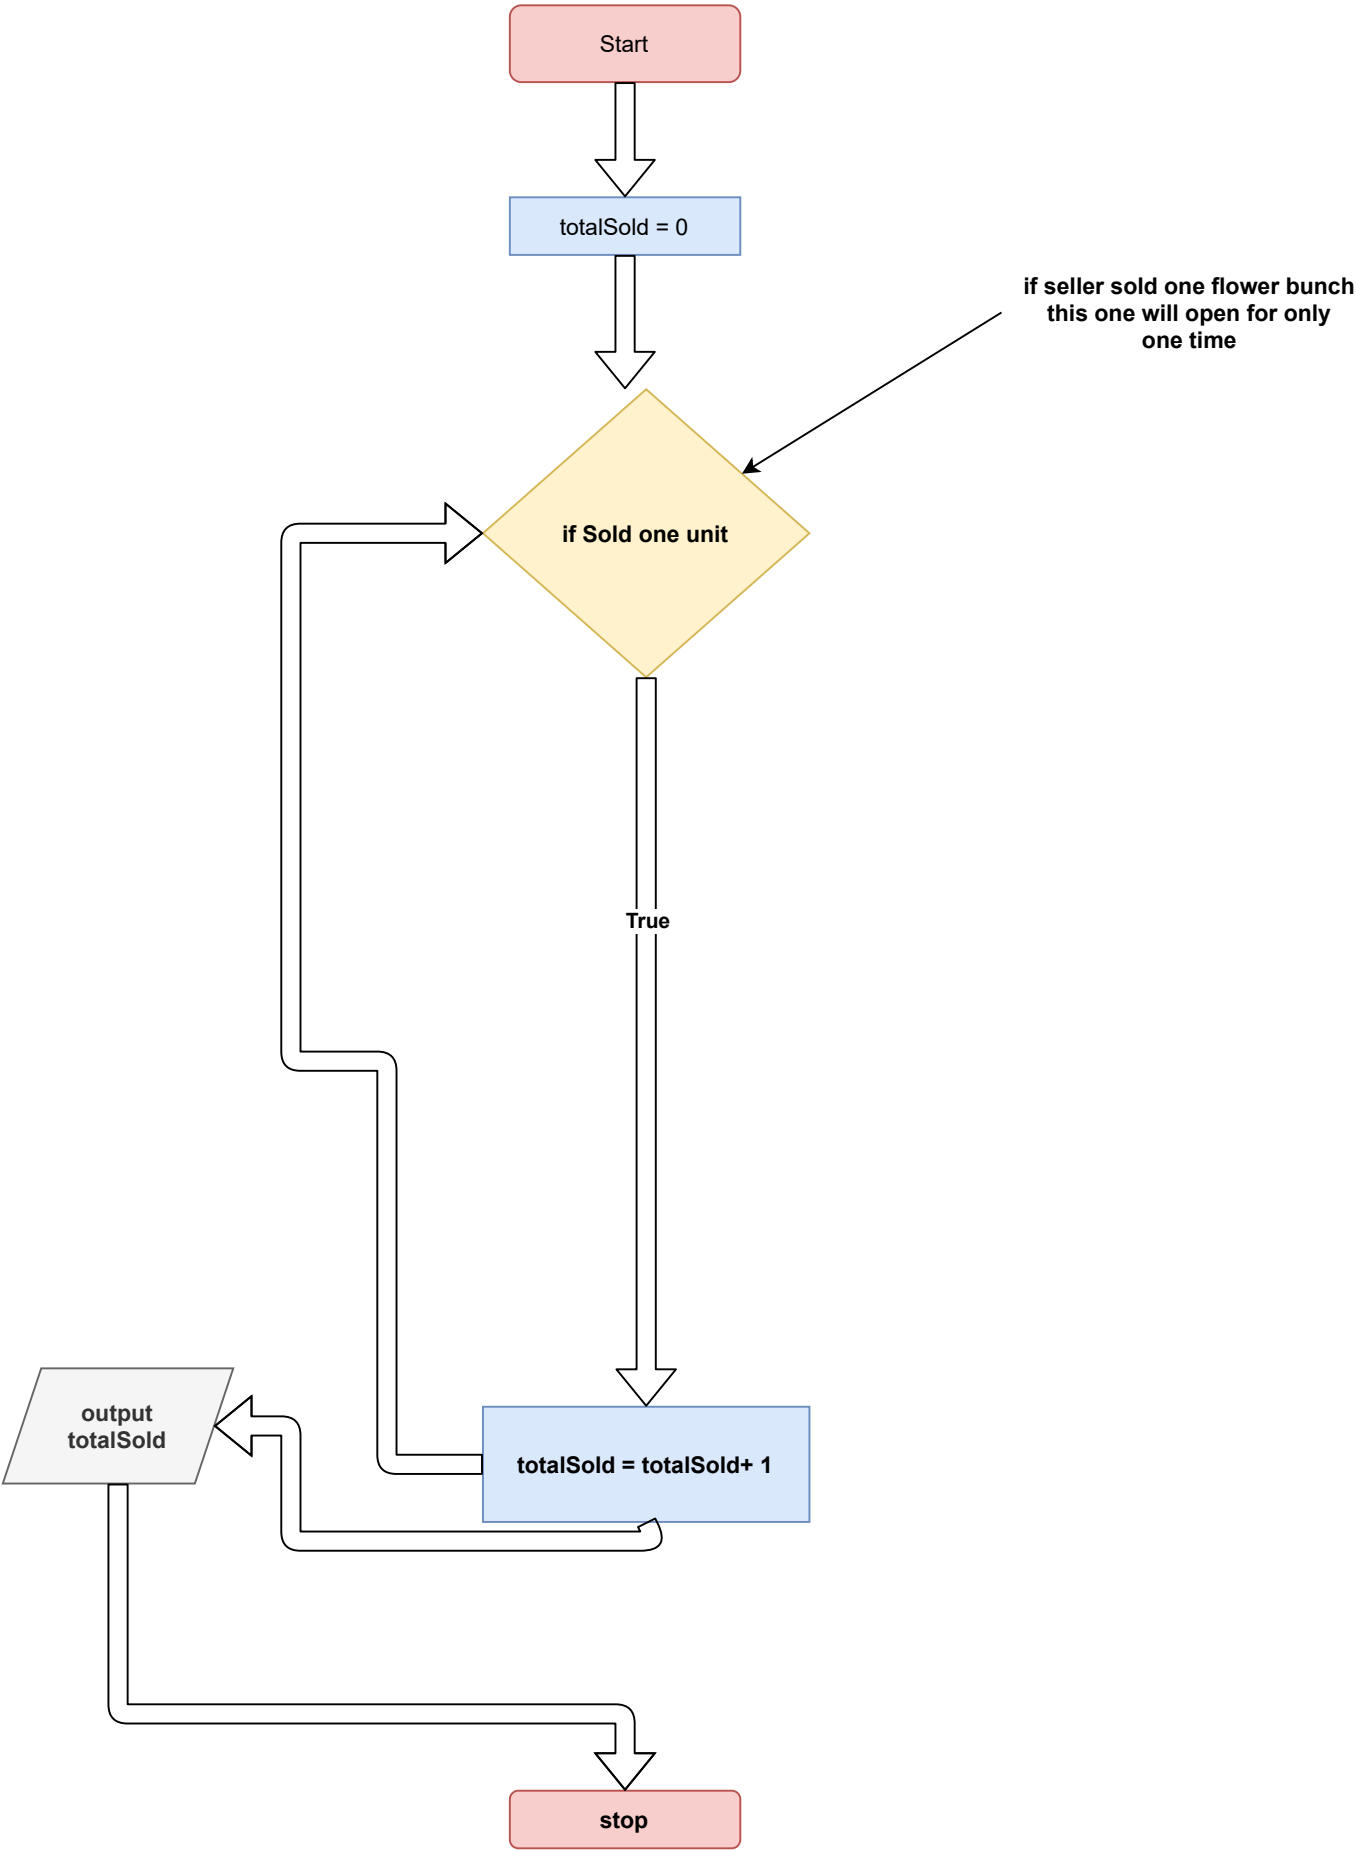 Start
totalSold = 0
if seller sold one flower bunch
this one will open for only
one time
if Sold one unit
True
output
totalSold
totalSold = totalSold+ 1
stop